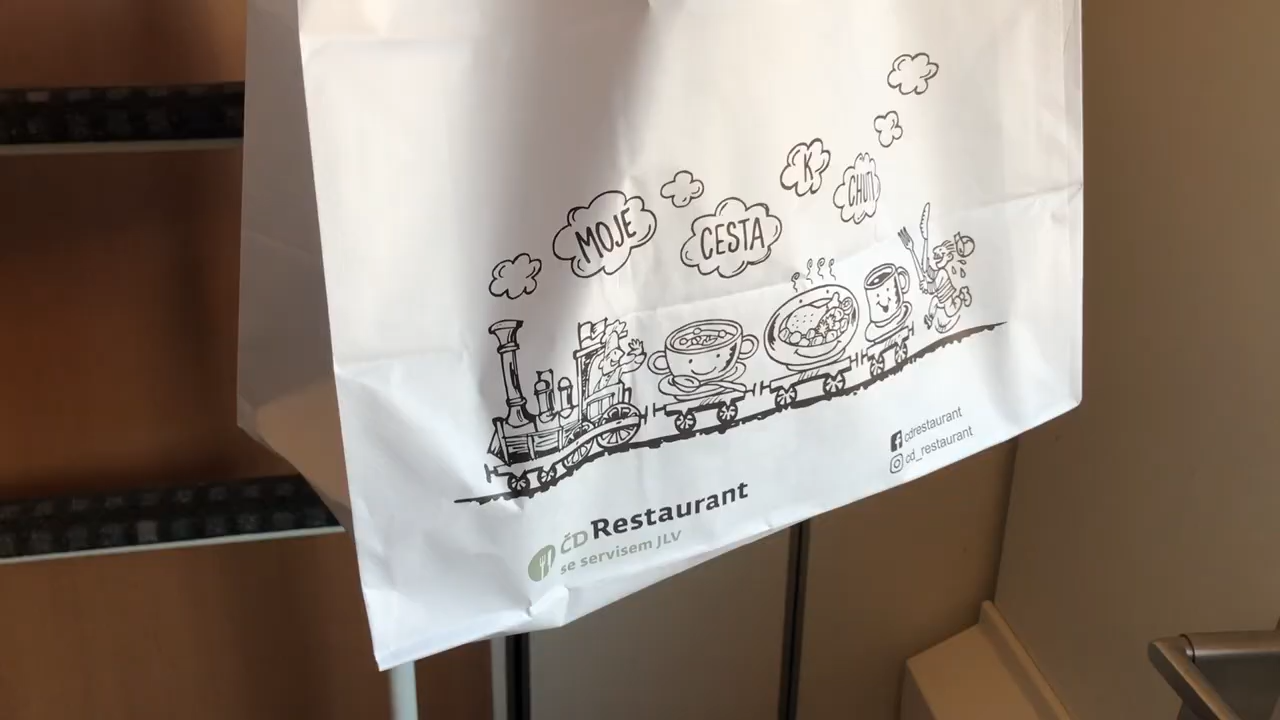 MOJE
CESTA
K
CHUTI
cdrestaurant
cd_restaurant
ČD Restaurant
se servisem JLV